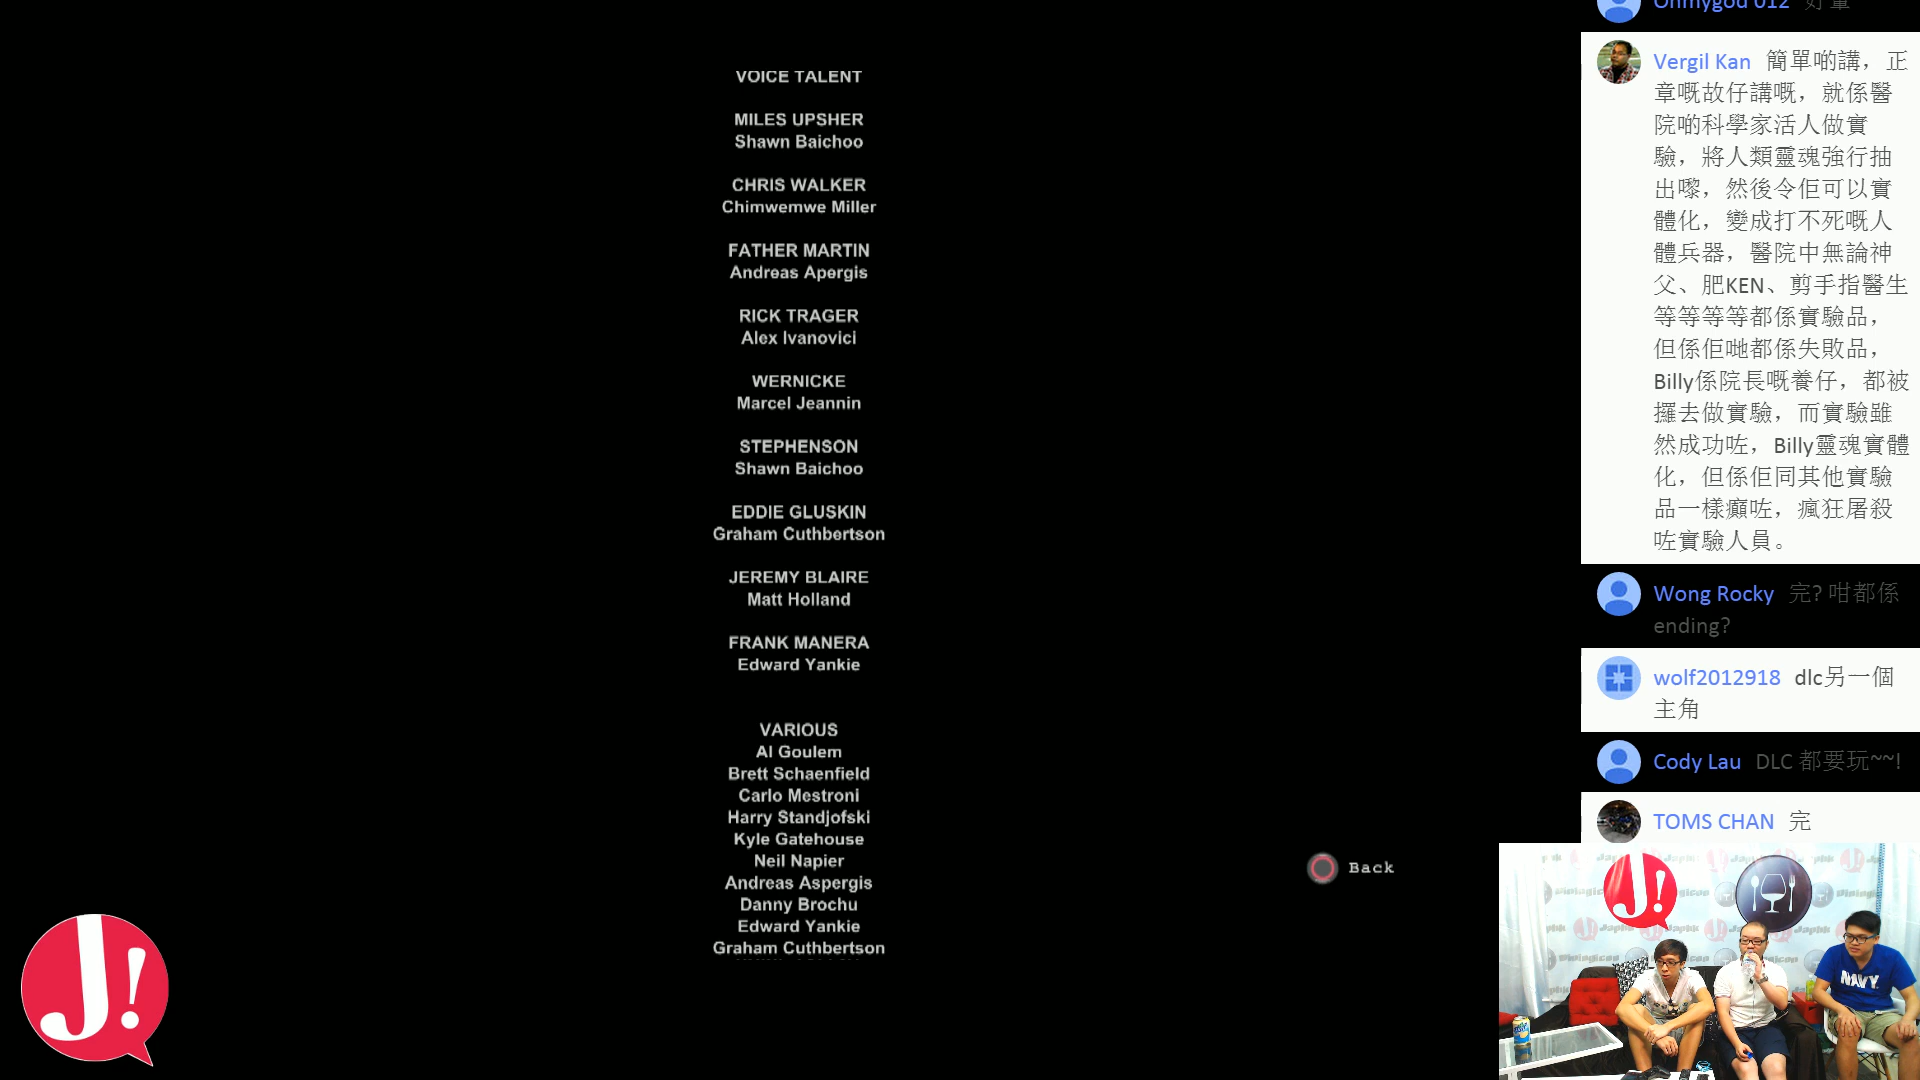 VOICE TALENT
MILES UPSHER
Shawn Baichoo
CHRIS WALKER
Chimwemwe Miller
FATHER MARTIN
Andreas Apergis
RICK TRAGER
Alex Ivanovici
WERNICKE
Marcel Jeannin
STEPHENSON
Shawn Baichoo
EDDIE GLUSKIN
Graham Cuthbertson
JEREMY BLAIRE
Matt Holland
FRANK MANERA
Edward Yankie
VARIOUS
Al Goulem
Brett Schaenfield
Carlo Mestroni
Harry Standjofski
Kyle Gatehouse
Neil Napier
Andreas Aspergis
Danny Brochu
Edward Yankie
Graham Cuthbertson
Back
J!
Ohmygod 012 好暈
Vergil Kan 簡單啲講，正
章嘅故仔講嘅，就係醫
院啲科學家活人做實
驗，將人類靈魂強行抽
出嚟，然後令佢可以實
體化，變成打不死嘅人
體兵器，醫院中無論神
父、肥KEN、剪手指醫生
等等等等都係實驗品，
但係佢哋都係失敗品，
Billy係院長嘅養仔，都被
攞去做實驗，而實驗雖
然成功咗，Billy靈魂實體
化，但係佢同其他實驗
品一樣癲咗，瘋狂屠殺
咗實驗人員。
Wong Rocky 完? 咁都係
ending?
wolf2012918 dlc另一個
主角
Cody Lau DLC 都要玩~~!
TOMS CHAN 完
J!
NAVY